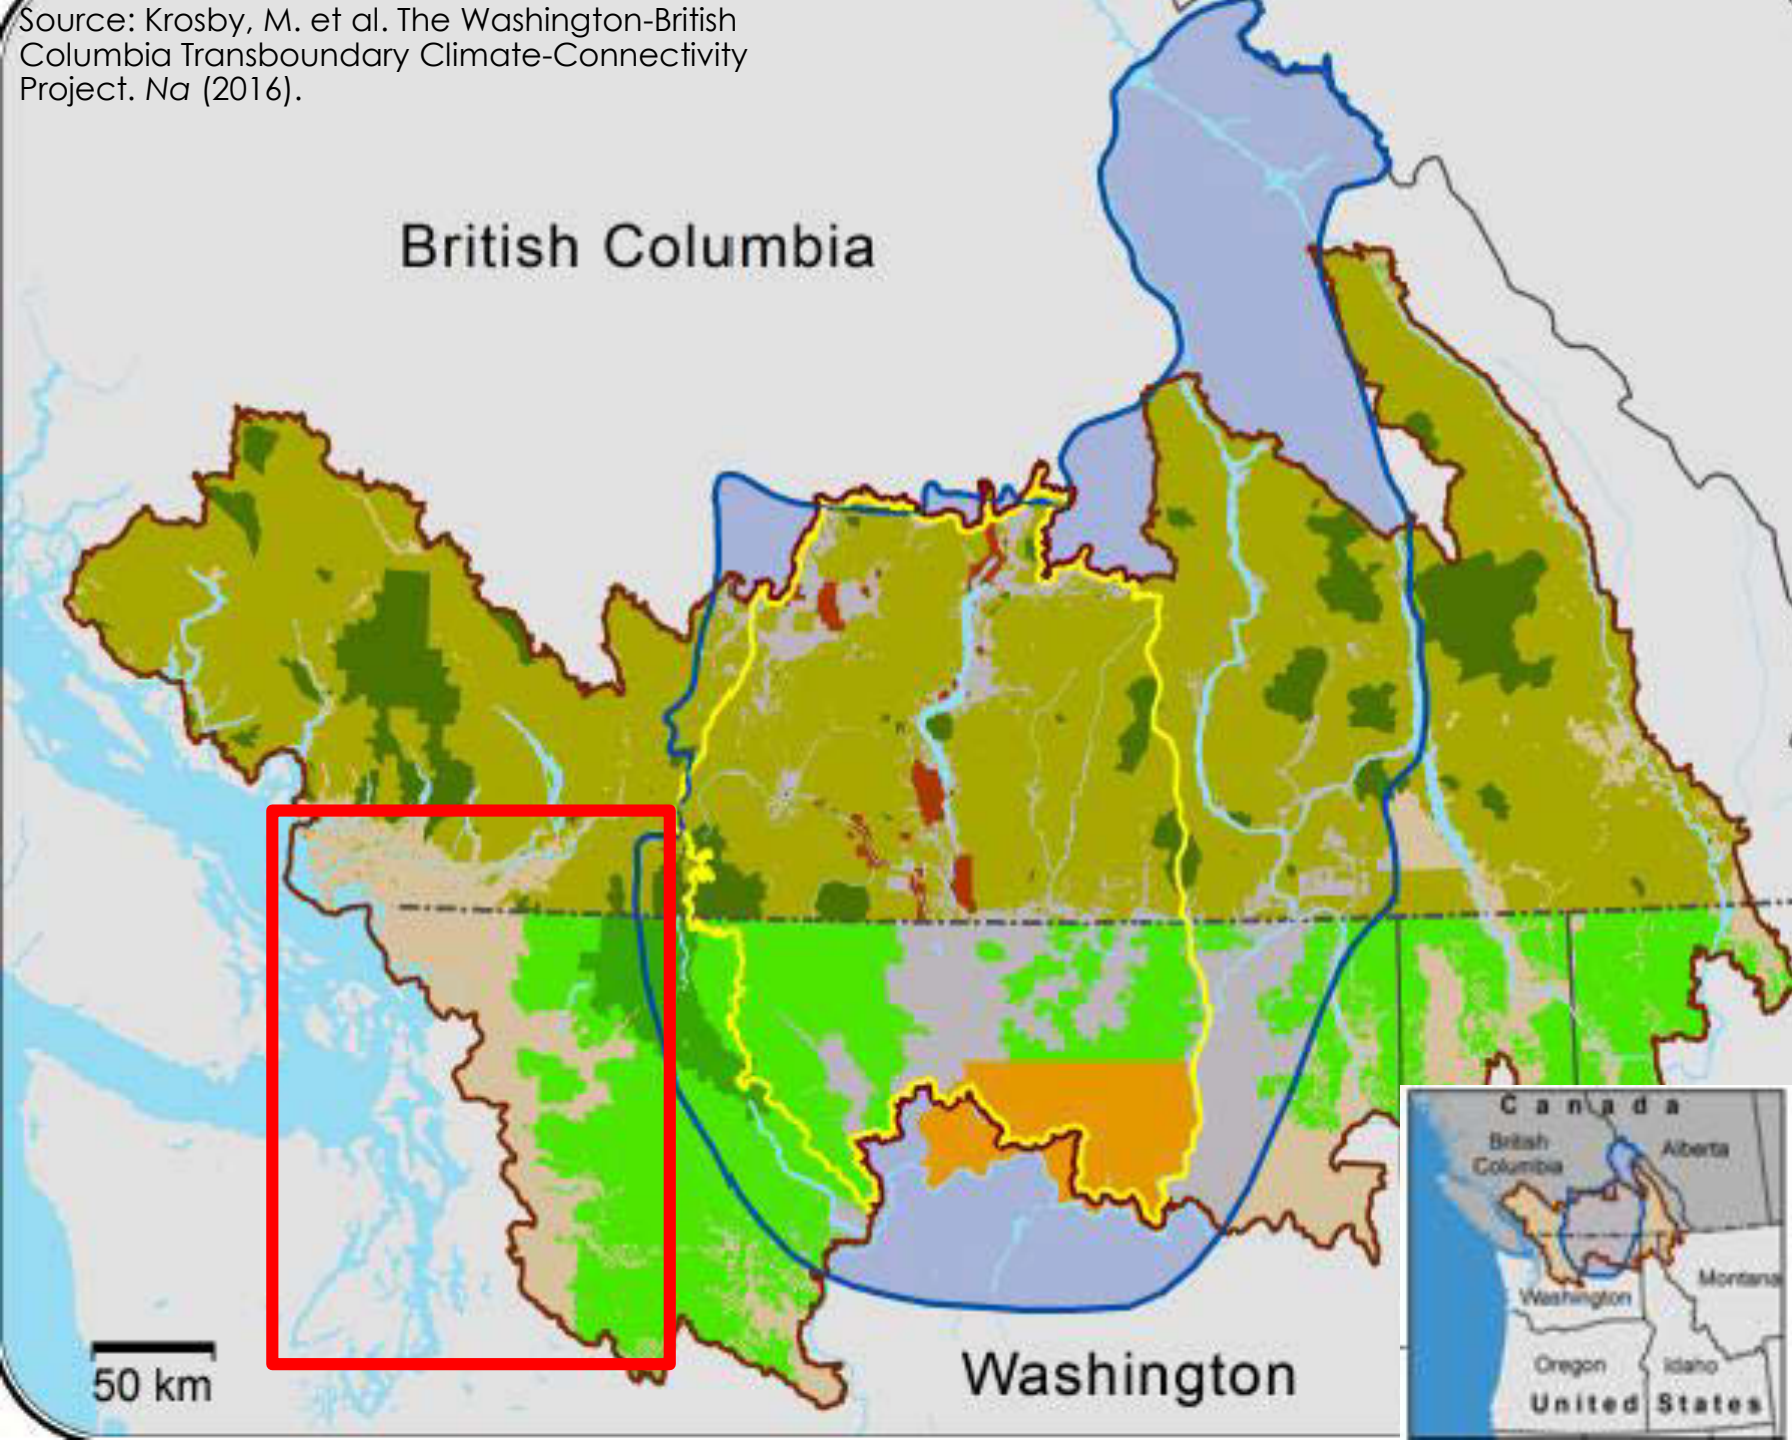 Source: Krosby, M. et al. The Washington-British
Columbia Transboundary Climate-Connectivity
Project. Na (2016).
British Columbia
Washington
50 km
Canada
British
Columbia
Alberta
Montana
Washington
Oregon
Idaho
United States